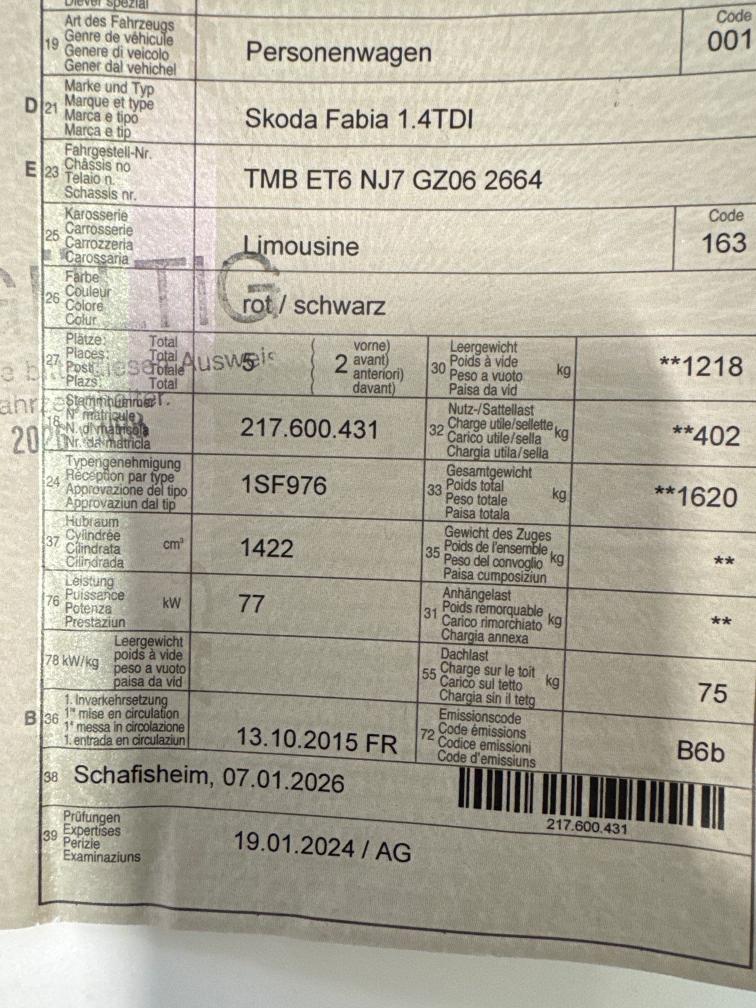 Diever spezial
19 Art des Fahrzeugs
Genre de véhicule
Genere di veicolo
Gener dal vehichel
Personenwagen
Code
001
D 21 Marke und Typ
Marque et type
Marca e tipo
Marca e tip
Skoda Fabia 1.4TDI
E 23 Fahrgestell-Nr.
Châssis no
Telaio n.
Schassis nr.
TMB ET6 NJ7 GZ06 2664
25 Karosserie
Carrosserie
Carrozzeria
Carossaria
Limousine
Code
163
26 Farbe
Couleur
Colore
Colur
rot / schwarz
27 Plätze: Total
Places: Total
Posti: Totale
Plazs: Total
5
2
vorne)
avant)
anteriori)
davant)
30 Leergewicht
Poids à vide
Peso a vuoto
Paisa da vid
kg
**1218
18 Stammnummer
N° matricule
N. di matricola
Nr. da matricla
217.600.431
32 Nutz-/Sattellast
Charge utile/sellette
Carico utile/sella
Chargia utila/sella
kg
**402
24 Typengenehmigung
Réception par type
Approvazione del tipo
Approvaziun dal tip
1SF976
33 Gesamtgewicht
Poids total
Peso totale
Paisa totala
kg
**1620
37 Hubraum
Cylindrée
Cilindrata
Cilindrada
cm³
1422
35 Gewicht des Zuges
Poids de l'ensemble
Peso del convoglio
Paisa cumposiziun
kg
**
76 Leistung
Puissance
Potenza
Prestaziun
kW
77
31 Anhängelast
Poids remorquable
Carico rimorchiato
Chargia annexa
kg
**
78 kW/kg
Leergewicht
poids à vide
peso a vuoto
paisa da vid
55 Dachlast
Charge sur le toit
Carico sul tetto
Chargia sin il tetg
kg
75
B 36 1. Inverkehrsetzung
1re mise en circulation
1a messa in circolazione
1. entrada en circulaziun
13.10.2015 FR
72 Emissionscode
Code émissions
Codice emissioni
Code d'emissiuns
B6b
38 Schafisheim, 07.01.2026
217.600.431
39 Prüfungen
Expertises
Perizie
Examinaziuns
19.01.2024 / AG